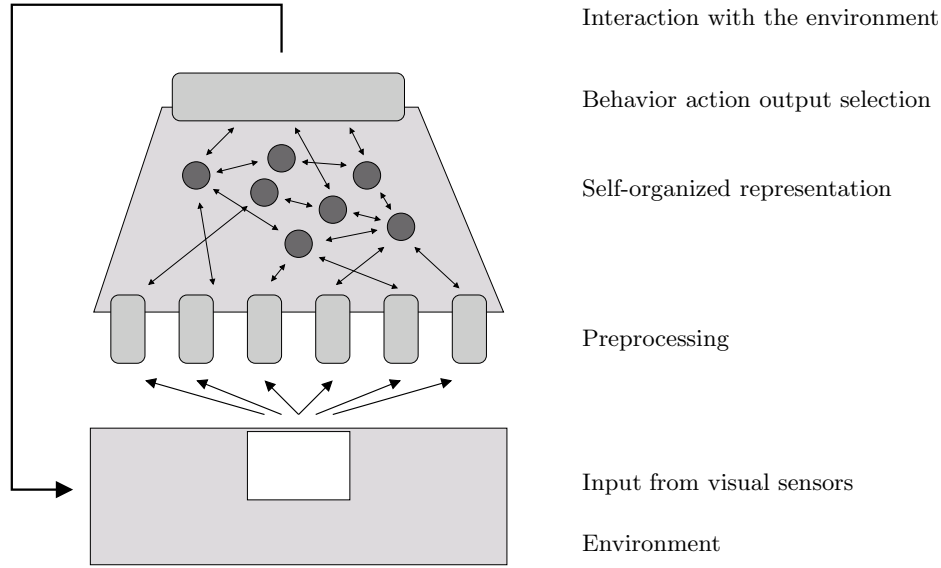 Interaction with the environment
Behavior action output selection
Self-organized representation
Preprocessing
Input from visual sensors
Environment